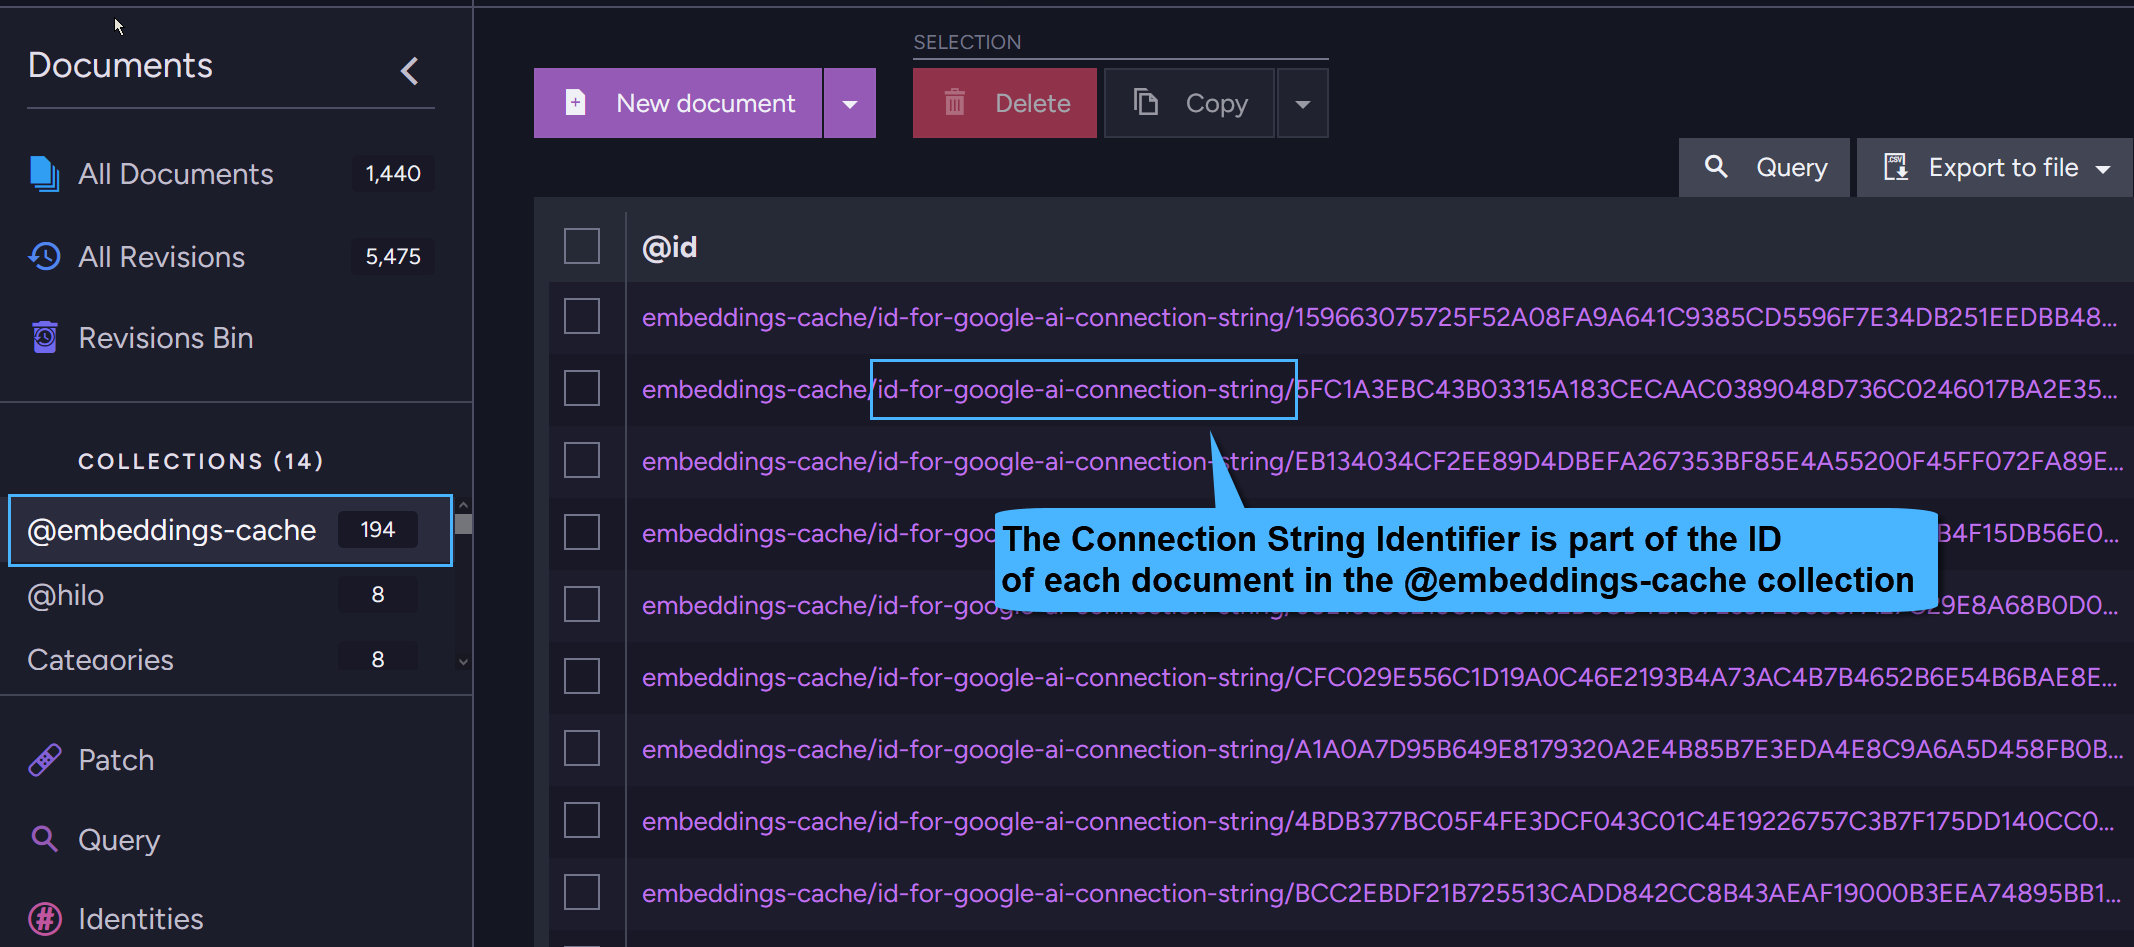 Documents
All Documents 1,440
All Revisions 5,475
Revisions Bin
COLLECTIONS (14)
@embeddings-cache 194
@hilo 8
Categories 8
Patch
Query
Identities
SELECTION
New document
Delete
Copy
Query
CSV
Export to file
@id
embeddings-cache/id-for-google-ai-connection-string/159663075725F52A08FA9A641C9385CD5596F7E34DB251EEDBB48...
embeddings-cache/id-for-google-ai-connection-string/5FC1A3EBC43B03315A183CECAAC0389048D736C0246017BA2E35...
embeddings-cache/id-for-google-ai-connection-string/EB134034CF2EE89D4DBEFA267353BF85E4A55200F45FF072FA89E...
embeddings-cache/id-for-goo
B4F15DB56E0...
The Connection String Identifier is part of the ID
of each document in the @embeddings-cache collection
embeddings-cache/id-for-goo
9E8A68B0D0...
embeddings-cache/id-for-google-ai-connection-string/CFC029E556C1D19A0C46E2193B4A73AC4B7B4652B6E54B6BAE8E...
embeddings-cache/id-for-google-ai-connection-string/A1A0A7D95B649E8179320A2E4B85B7E3EDA4E8C9A6A5D458FB0B...
embeddings-cache/id-for-google-ai-connection-string/4BDB377BC05F4FE3DCF043C01C4E19226757C3B7F175DD140CC0...
embeddings-cache/id-for-google-ai-connection-string/BCC2EBDF21B725513CADD842CC8B43AEAF19000B3EEA74895BB1...